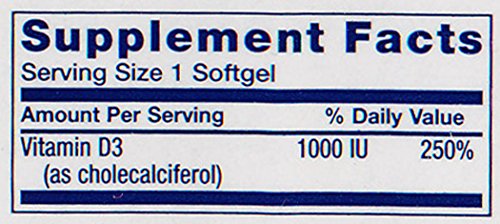 Supplement Facts
Serving Size 1 Softgel
Amount Per Serving % Daily Value
Vitamin D3 1000 IU 250%
(as cholecalciferol)